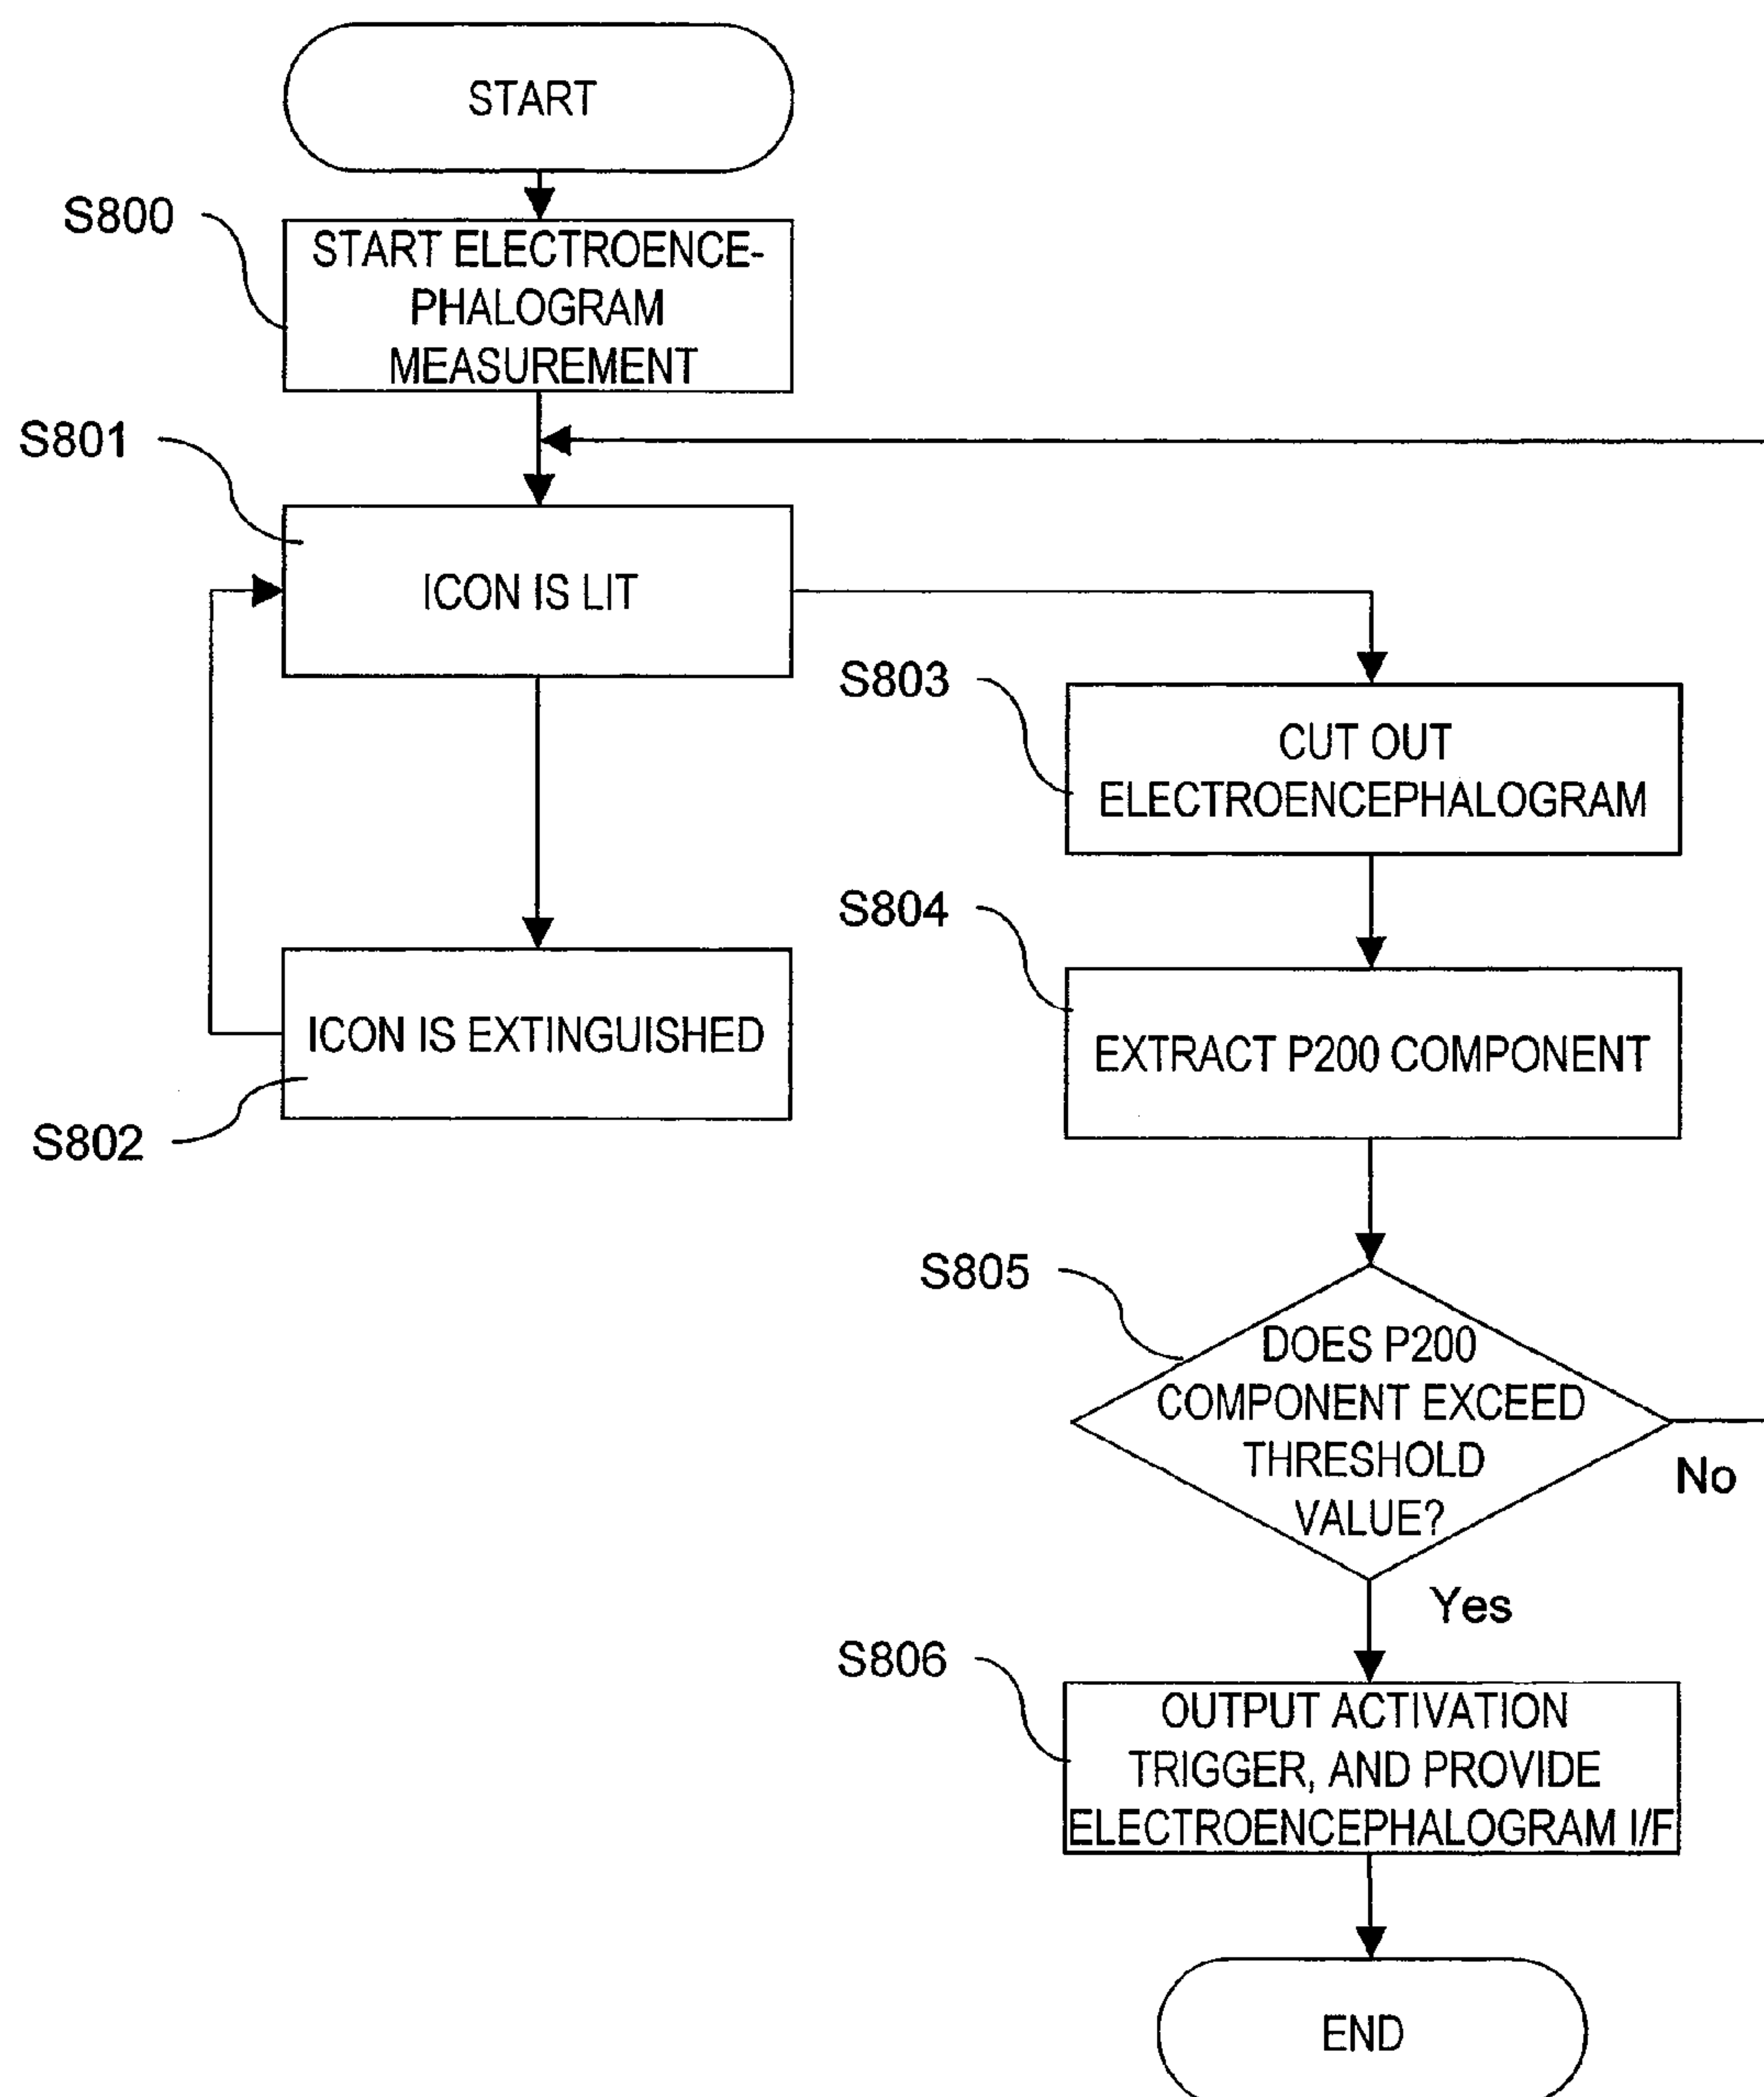 START
S800
START ELECTROENCE-
PHALOGRAM
MEASUREMENT
S801
ICON IS LIT
S803
CUT OUT
ELECTROENCEPHALOGRAM
S804
EXTRACT P200 COMPONENT
ICON IS EXTINGUISHED
S802
S805
DOES P200
COMPONENT EXCEED
THRESHOLD
VALUE?
No
Yes
S806
OUTPUT ACTIVATION
TRIGGER, AND PROVIDE
ELECTROENCEPHALOGRAM I/F
END